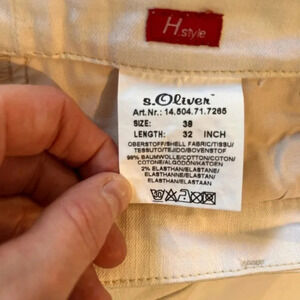 H.style
s.Oliver
Art.Nr.: 14.504.71.7265
SIZE: 38
LENGTH: 32 INCH
OBERSTOFF/SHELL FABRIC/TISSU/
TESSUTO/TEJIDO/BOVENSTOF
98% BAUMWOLLE/COTTON/COTON/
COTONE/ALGODÓN/KATOEN
2% ELASTHAN/ELASTANE/
ELASTHANNE/ELASTAN/
ELASTHAN/ELASTAAN